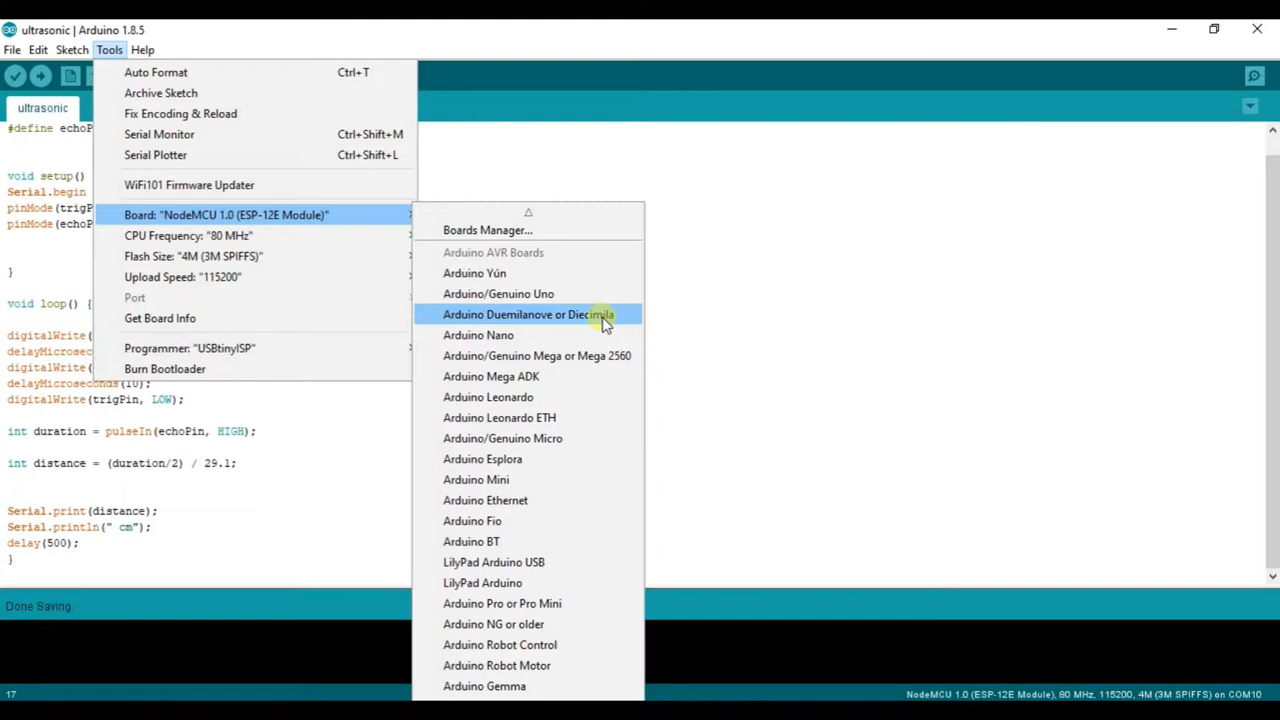 ultrasonic | Arduino 1.8.5
File Edit Sketch Tools Help
Auto Format Ctrl+T
Archive Sketch
Fix Encoding & Reload
Serial Monitor Ctrl+Shift+M
Serial Plotter Ctrl+Shift+L
WiFi101 Firmware Updater
Board: "NodeMCU 1.0 (ESP-12E Module)"
CPU Frequency: "80 MHz"
Flash Size: "4M (3M SPIFFS)"
Upload Speed: "115200"
Port
Get Board Info
Programmer: "USBtinyISP"
Burn Bootloader
Boards Manager...
Arduino AVR Boards
Arduino Yún
Arduino/Genuino Uno
Arduino Duemilanove or Diecimila
Arduino Nano
Arduino/Genuino Mega or Mega 2560
Arduino Mega ADK
Arduino Leonardo
Arduino Leonardo ETH
Arduino/Genuino Micro
Arduino Esplora
Arduino Mini
Arduino Ethernet
Arduino Fio
Arduino BT
LilyPad Arduino USB
LilyPad Arduino
Arduino Pro or Pro Mini
Arduino NG or older
Arduino Robot Control
Arduino Robot Motor
Arduino Gemma
ultrasonic
#define echoP
void setup()
Serial.begin
pinMode(trigP
pinMode(echoP
}
void loop() {
digitalWrite(
delayMicrosec
digitalWrite(
delayMicroseconds(10);
digitalWrite(trigPin, LOW);
int duration = pulseIn(echoPin, HIGH);
int distance = (duration/2) / 29.1;
Serial.print(distance);
Serial.println(" cm");
delay(500);
}
Done Saving.
17 NodeMCU 1.0 (ESP-12E Module), 80 MHz, 115200, 4M (3M SPIFFS) on COM10